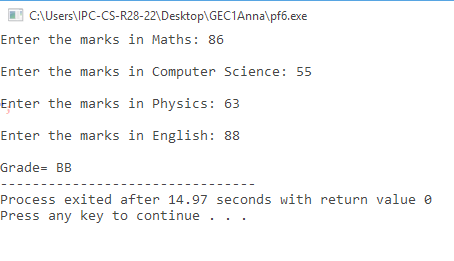 C:\Users\IPC-CS-R28-22\Desktop\GEC1Anna\pf6.exe
Enter the marks in Maths: 86
Enter the marks in Computer Science: 55
Enter the marks in Physics: 63
Enter the marks in English: 88
Grade= BB
--------------------------------
Process exited after 14.97 seconds with return value 0
Press any key to continue . . .